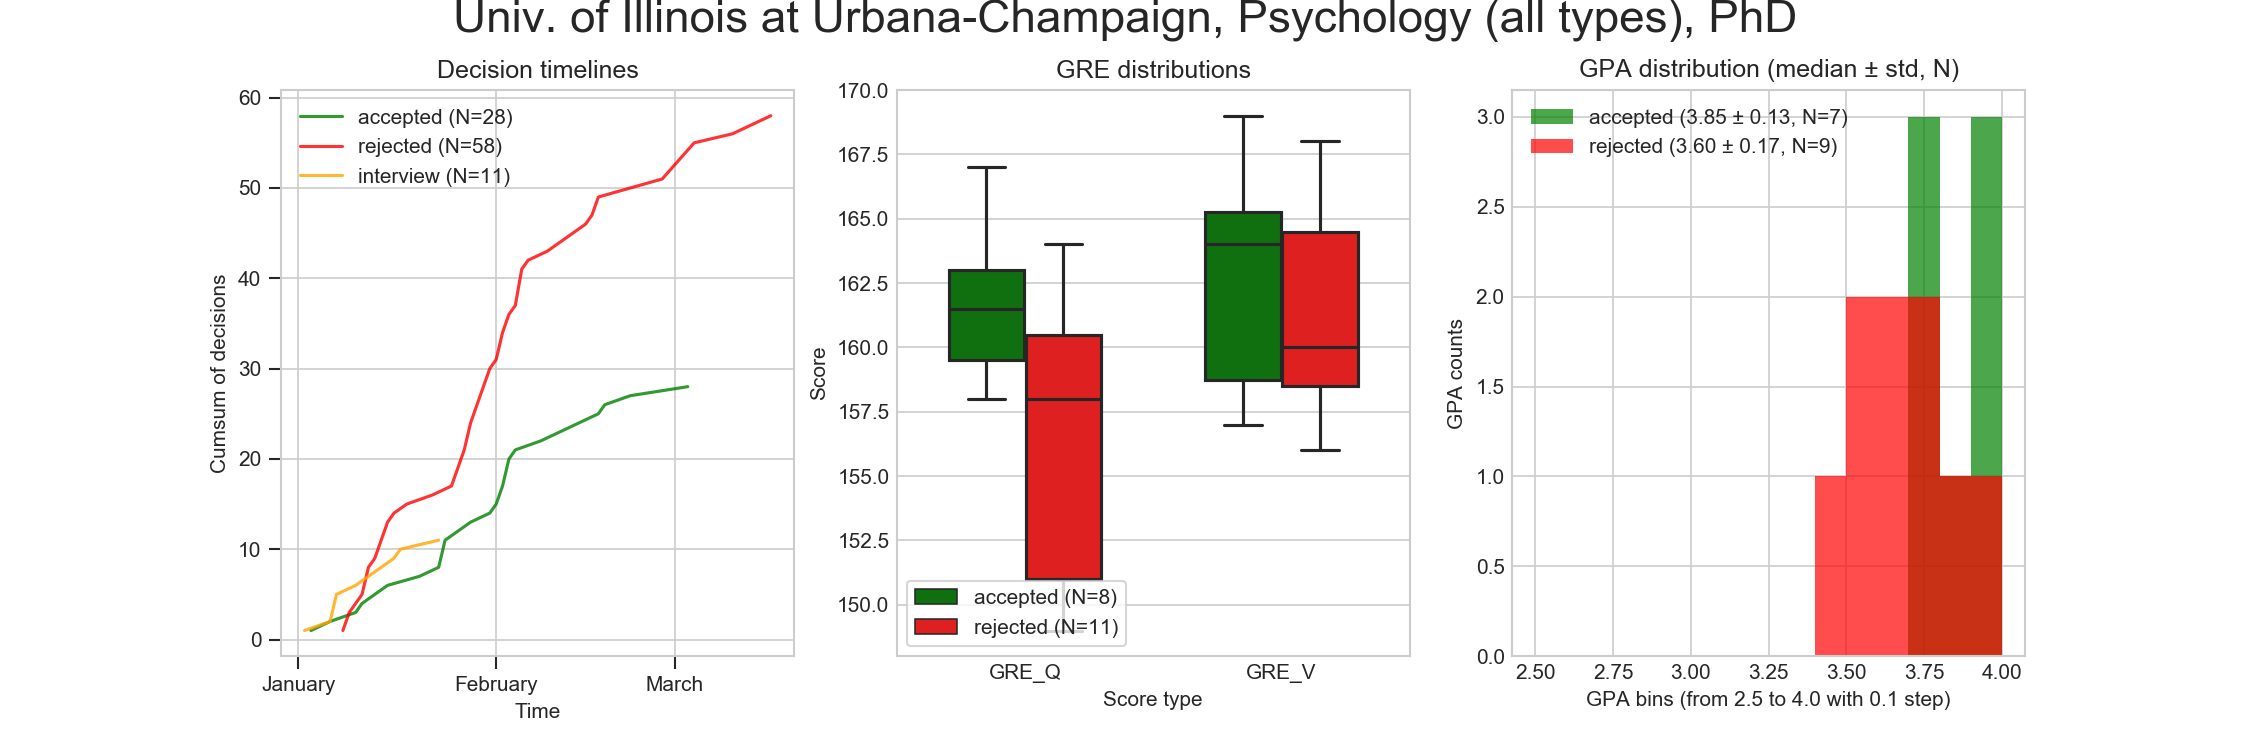 Univ. of Illinois at Urbana-Champaign, Psychology (all types), PhD
Decision timelines
60
50
40
30
20
10
0
Cumsum of decisions
accepted (N=28)
rejected (N=58)
interview (N=11)
January
February
March
Time
GRE distributions
170.0
167.5
165.0
162.5
160.0
157.5
155.0
152.5
150.0
Score
accepted (N=8)
rejected (N=11)
GRE_Q
GRE_V
Score type
GPA distribution (median ± std, N)
3.0
2.5
2.0
1.5
1.0
0.5
0.0
GPA counts
accepted (3.85 ± 0.13, N=7)
rejected (3.60 ± 0.17, N=9)
2.50
2.75
3.00
3.25
3.50
3.75
4.00
GPA bins (from 2.5 to 4.0 with 0.1 step)